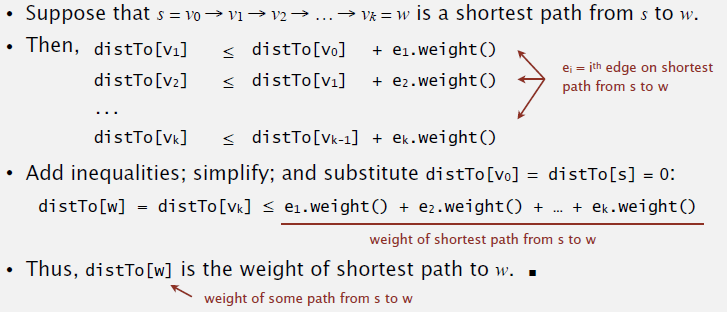 • Suppose that s = v₀ → v₁ → v₂ → … → vₖ = w is a shortest path from s to w.
• Then, distTo[v₁] ≤ distTo[v₀] + e₁.weight()
distTo[v₂] ≤ distTo[v₁] + e₂.weight()
...
distTo[vₖ] ≤ distTo[vₖ₋₁] + eₖ.weight()
eᵢ = iᵗʰ edge on shortest
path from s to w
• Add inequalities; simplify; and substitute distTo[v₀] = distTo[s] = 0:
distTo[w] = distTo[vₖ] ≤ e₁.weight() + e₂.weight() + … + eₖ.weight()
weight of shortest path from s to w
• Thus, distTo[w] is the weight of shortest path to w. ■
weight of some path from s to w